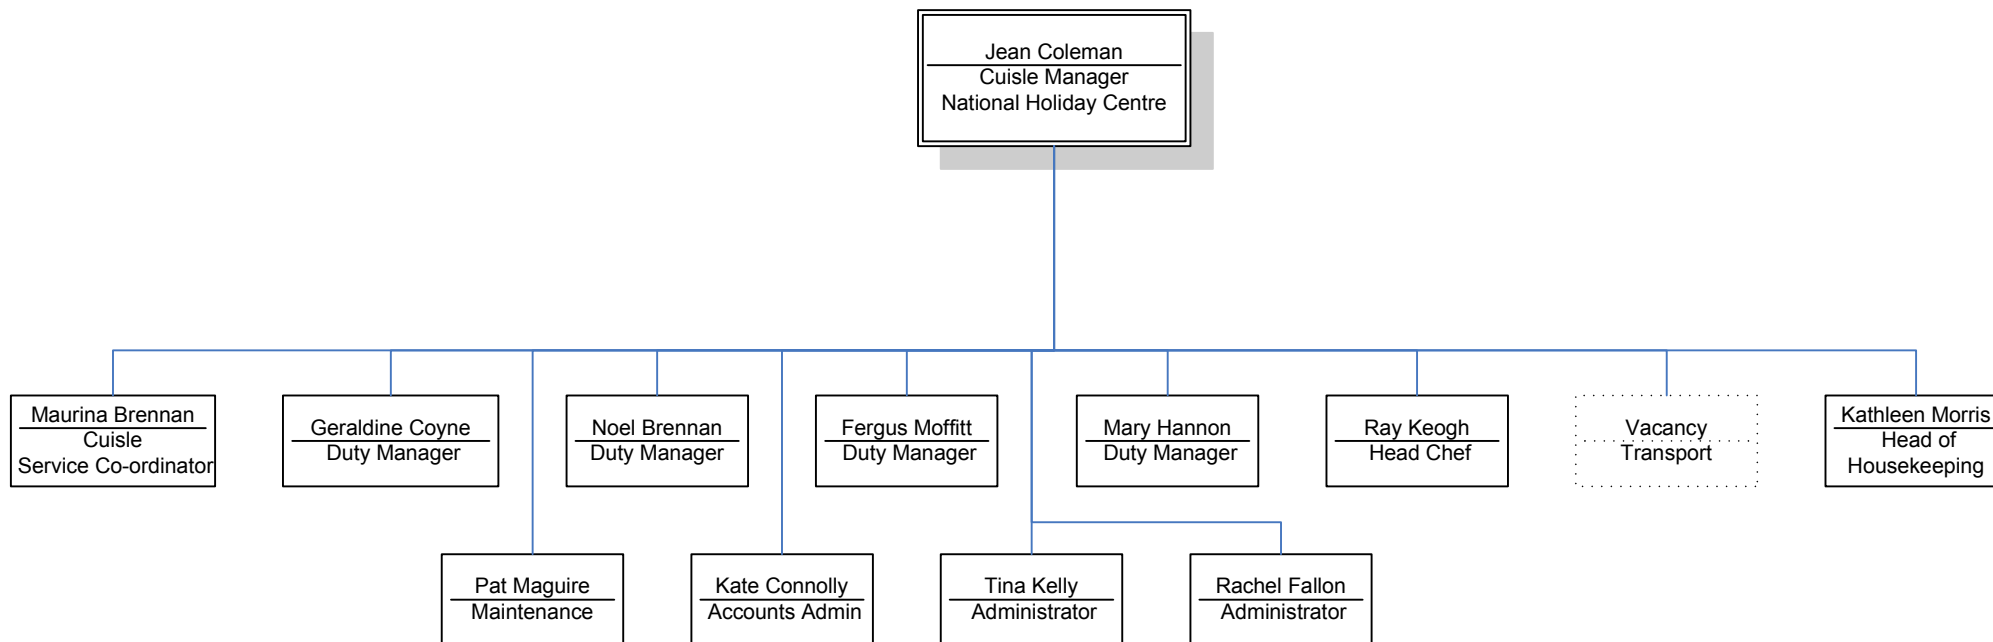 Jean Coleman
Cuisle Manager
National Holiday Centre
Maurina Brennan
Cuisle
Service Co-ordinator
Geraldine Coyne
Duty Manager
Noel Brennan
Duty Manager
Fergus Moffitt
Duty Manager
Mary Hannon
Duty Manager
Ray Keogh
Head Chef
Vacancy
Transport
Kathleen Morris
Head of
Housekeeping
Pat Maguire
Maintenance
Kate Connolly
Accounts Admin
Tina Kelly
Administrator
Rachel Fallon
Administrator